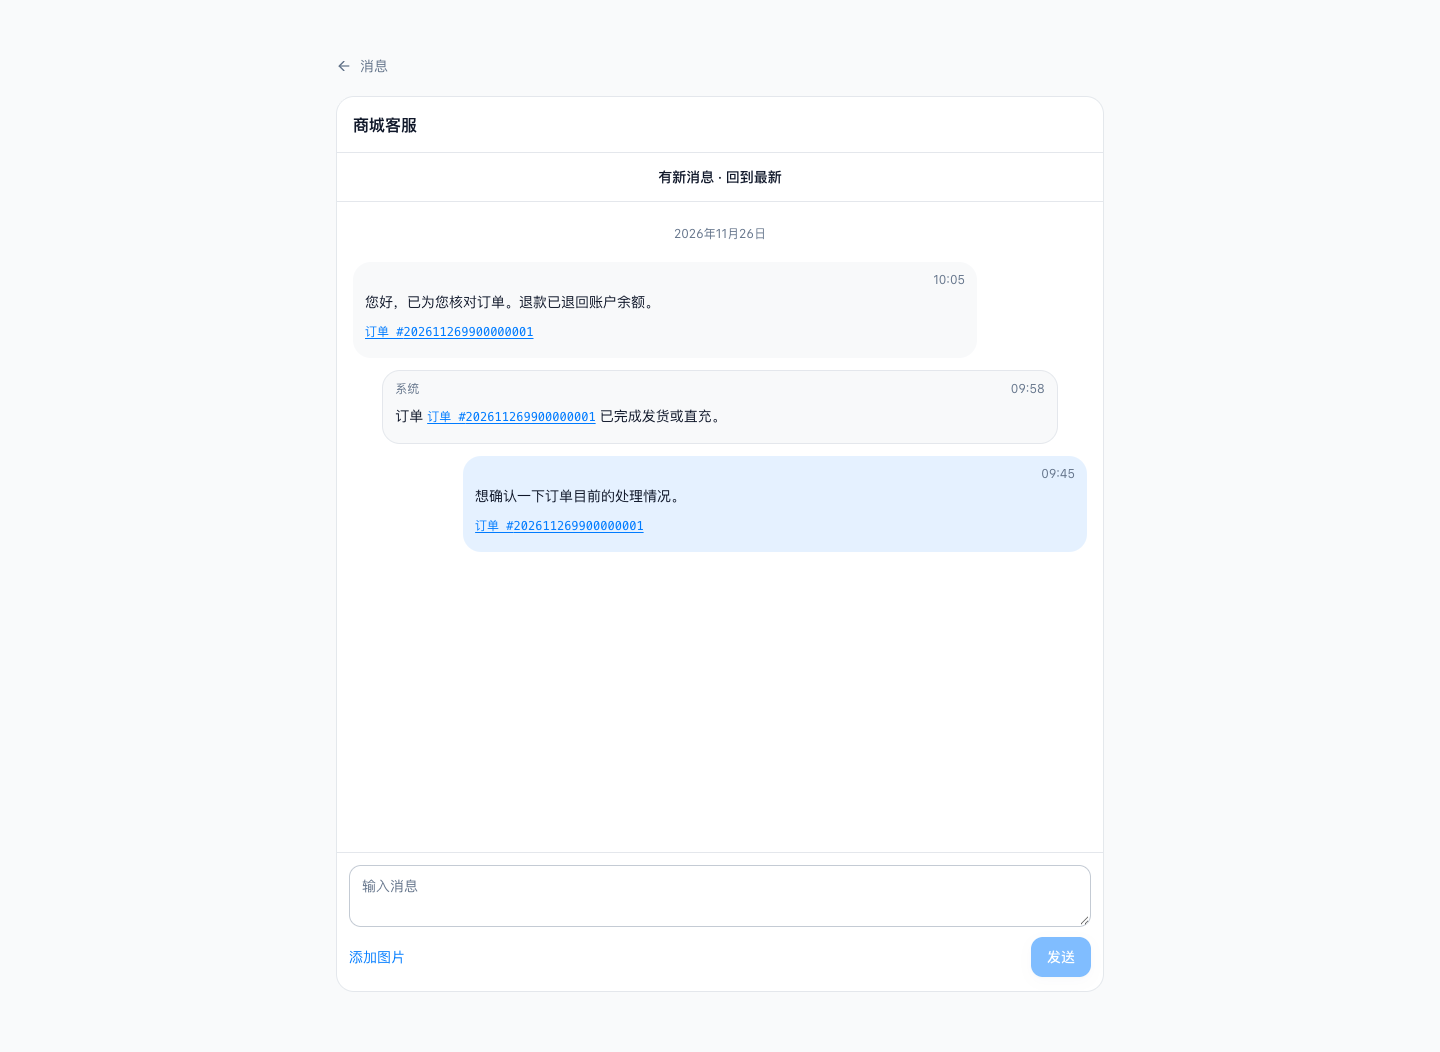 消息
商城客服
有新消息 · 回到最新
2026年11月26日
10:05
您好，已为您核对订单。退款已退回账户余额。
订单 #202611269900000001
系统 09:58
订单 订单 #202611269900000001 已完成发货或直充。
09:45
想确认一下订单目前的处理情况。
订单 #202611269900000001
输入消息
添加图片 发送